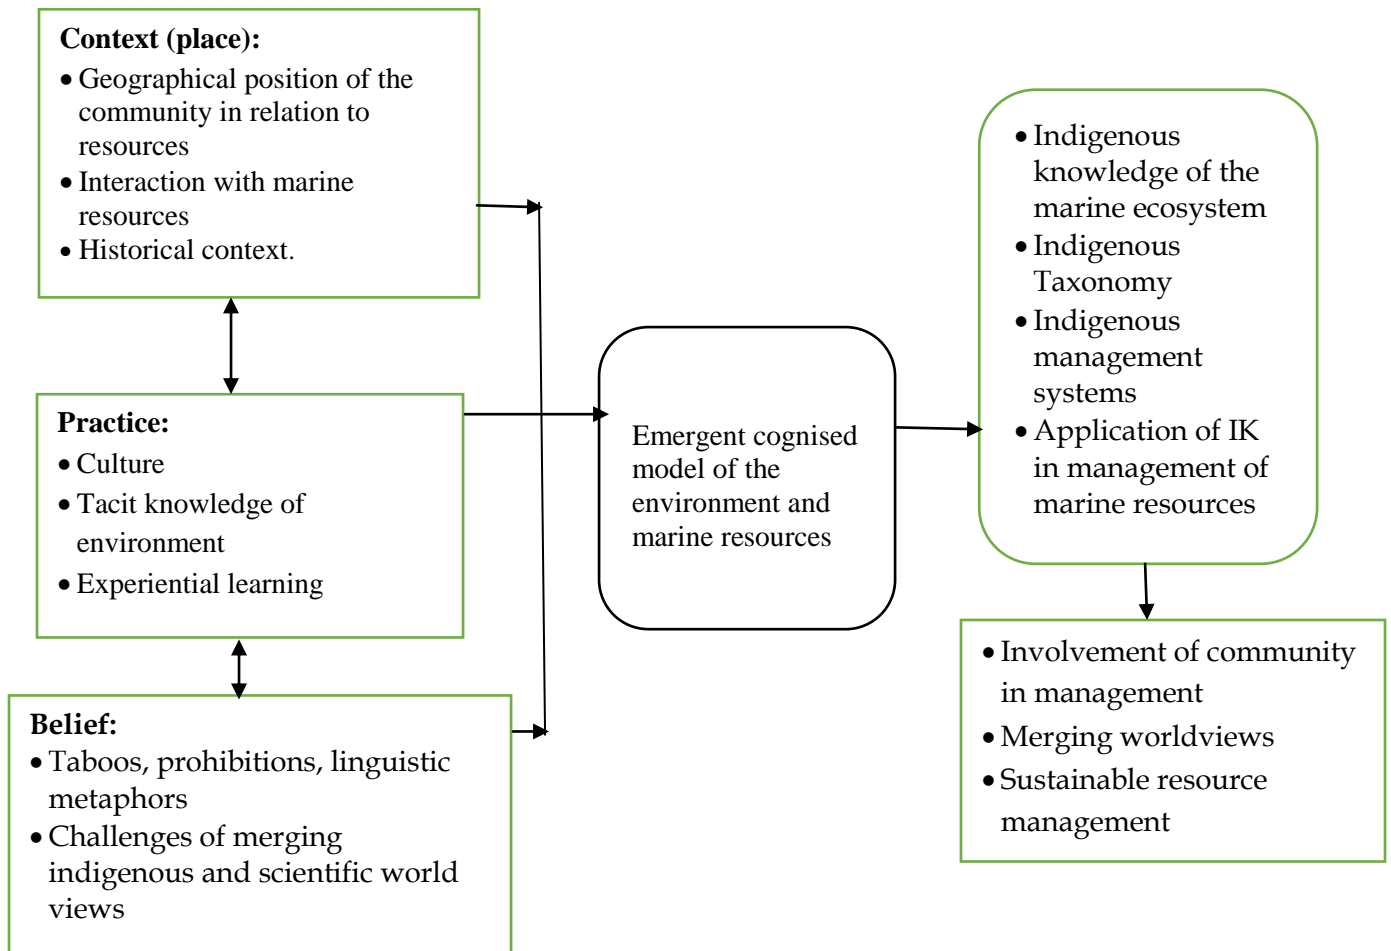 Context (place):
• Geographical position of the
community in relation to
resources
• Interaction with marine
resources
• Historical context.
Practice:
• Culture
• Tacit knowledge of
environment
• Experiential learning
Belief:
• Taboos, prohibitions, linguistic
metaphors
• Challenges of merging
indigenous and scientific world
views
Emergent cognised
model of the
environment and
marine resources
• Indigenous
knowledge of the
marine ecosystem
• Indigenous
Taxonomy
• Indigenous
management
systems
• Application of IK
in management of
marine resources
• Involvement of community
in management
• Merging worldviews
• Sustainable resource
management